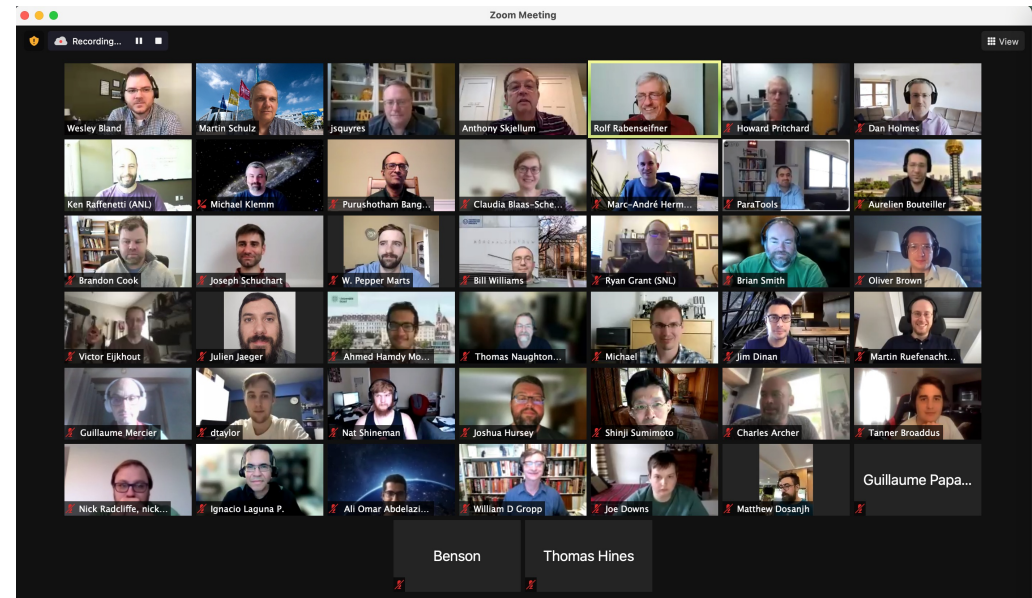 Zoom Meeting
Recording...
View
Wesley Bland
Martin Schulz
jsquyres
Anthony Skjellum
Rolf Rabenseifner
Howard Pritchard
Dan Holmes
Ken Raffenetti (ANL)
Michael Klemm
Purushotham Bang...
Claudia Blaas-Sche...
Marc-André Herm...
ParaTools
Aurelien Bouteiller
Brandon Cook
Joseph Schuchart
W. Pepper Marts
Bill Williams
Ryan Grant (SNL)
Brian Smith
Oliver Brown
Victor Eijkhout
Julien Jaeger
Ahmed Hamdy Mo...
Thomas Naughton...
Michael
Jim Dinan
Martin Ruefenacht...
Guillaume Mercier
dtaylor
Nat Shineman
Joshua Hursey
Shinji Sumimoto
Charles Archer
Tanner Broaddus
Nick Radcliffe, nick...
Ignacio Laguna P.
Ali Omar Abdelazi...
William D Gropp
Joe Downs
Matthew Dosanjh
Guillaume Papa...
Benson
Thomas Hines